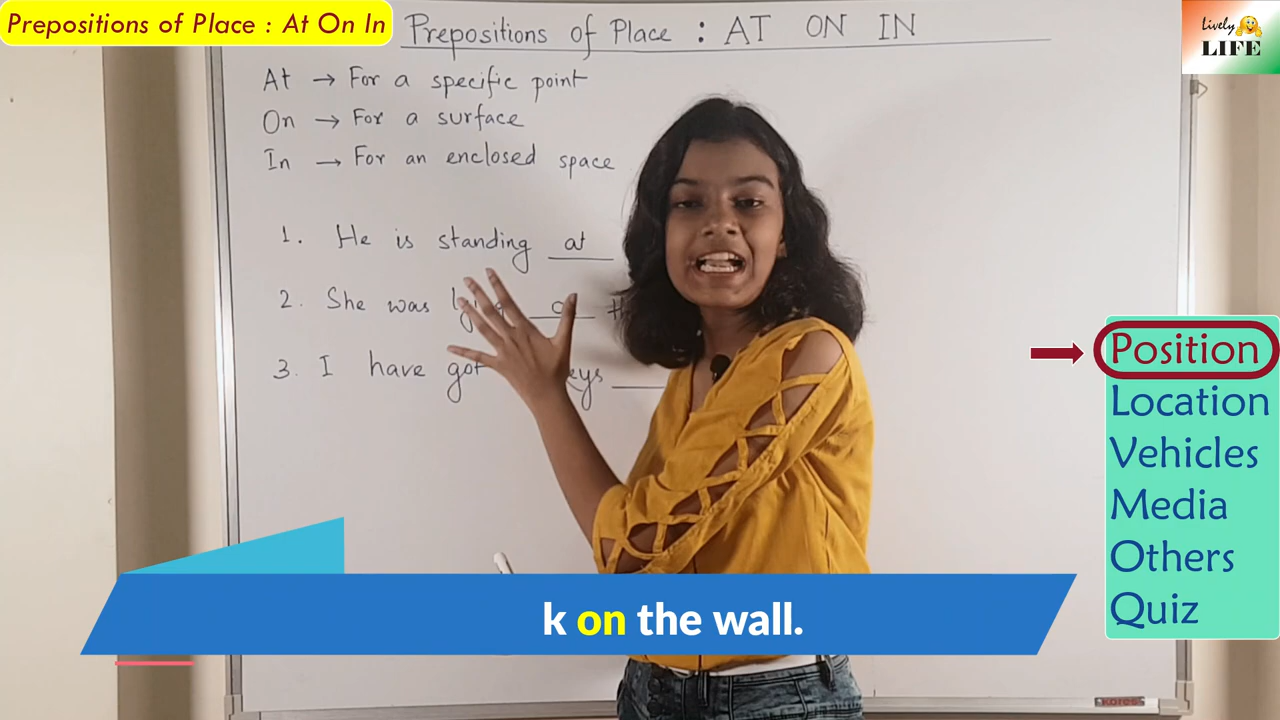 Prepositions of Place : At On In
Prepositions of Place : AT ON IN
Lively
LIFE
At → For a specific point
On → For a surface
In → For an enclosed space
1. He is standing at
2. She was
3. I have got
Position
Location
Vehicles
Media
Others
Quiz
k on the wall.
kores